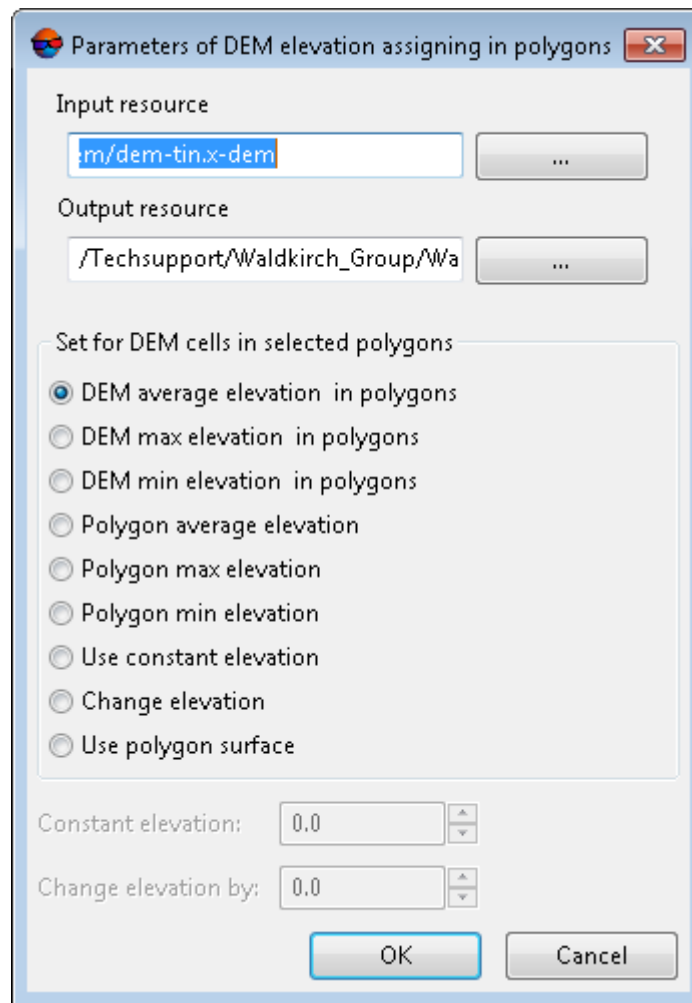 Parameters of DEM elevation assigning in polygons
Input resource
em/dem-tin.x-dem
...
Output resource
/Techsupport/Waldkirch_Group/Wa
...
Set for DEM cells in selected polygons
DEM average elevation in polygons
DEM max elevation in polygons
DEM min elevation in polygons
Polygon average elevation
Polygon max elevation
Polygon min elevation
Use constant elevation
Change elevation
Use polygon surface
Constant elevation: 0.0
Change elevation by: 0.0
OK Cancel